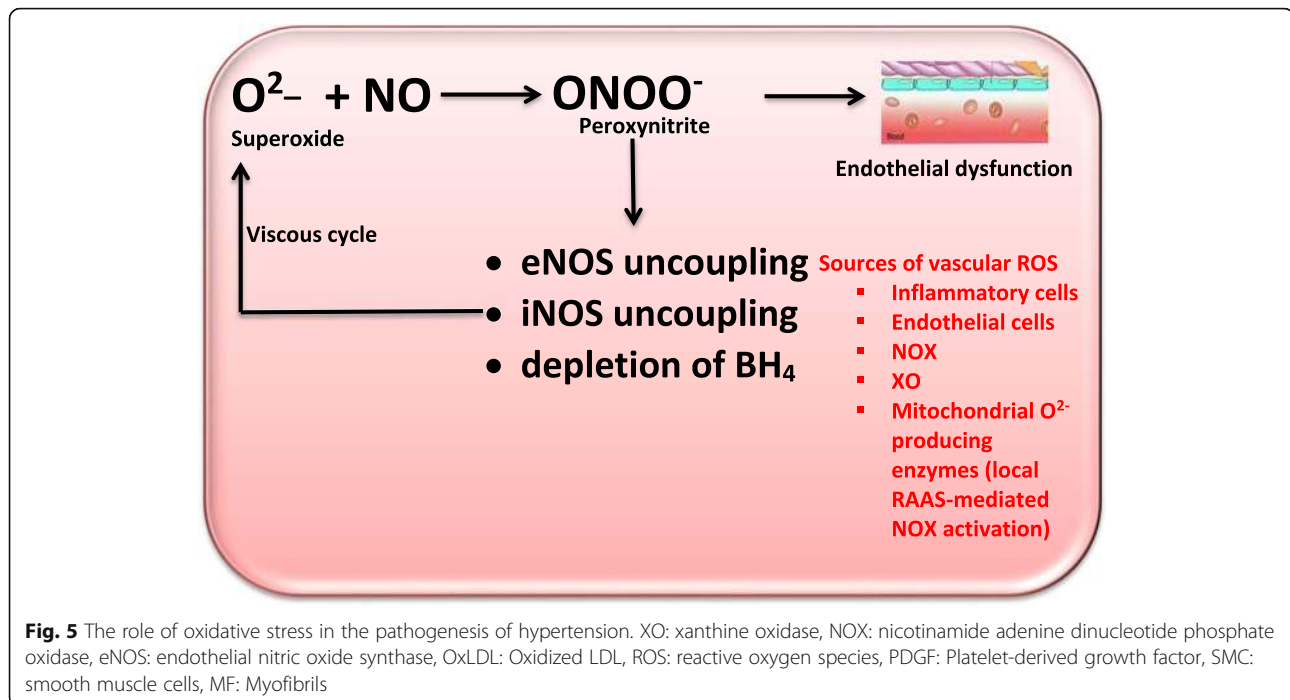 O²– + NO ONOO⁻
Superoxide
Peroxynitrite
Blood
Endothelial dysfunction
Viscous cycle
• eNOS uncoupling
• iNOS uncoupling
• depletion of BH₄
Sources of vascular ROS
▪ Inflammatory cells
▪ Endothelial cells
▪ NOX
▪ XO
▪ Mitochondrial O²⁻
producing
enzymes (local
RAAS-mediated
NOX activation)
Fig. 5 The role of oxidative stress in the pathogenesis of hypertension. XO: xanthine oxidase, NOX: nicotinamide adenine dinucleotide phosphate
oxidase, eNOS: endothelial nitric oxide synthase, OxLDL: Oxidized LDL, ROS: reactive oxygen species, PDGF: Platelet-derived growth factor, SMC:
smooth muscle cells, MF: Myofibrils